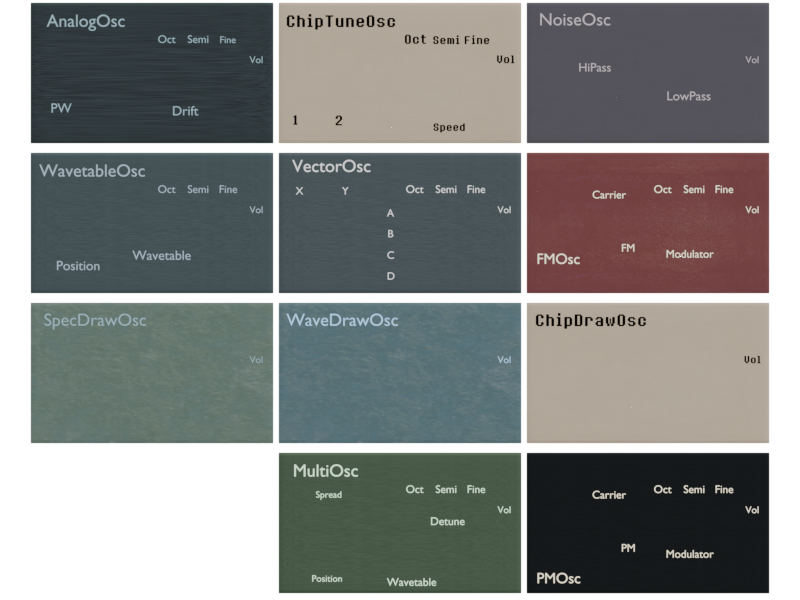 AnalogOsc
Oct Semi Fine
Vol
PW
Drift
ChipTuneOsc
Oct Semi Fine
Vol
1 2
Speed
NoiseOsc
Vol
HiPass
LowPass
WavetableOsc
Oct Semi Fine
Vol
Wavetable
Position
VectorOsc
X Y Oct Semi Fine
A Vol
B
C
D
Carrier Oct Semi Fine
Vol
FM Modulator
FMOsc
SpecDrawOsc
Vol
WaveDrawOsc
Vol
ChipDrawOsc
Vol
MultiOsc
Spread Oct Semi Fine
Vol
Detune
Position Wavetable
Carrier Oct Semi Fine
Vol
PM Modulator
PMOsc